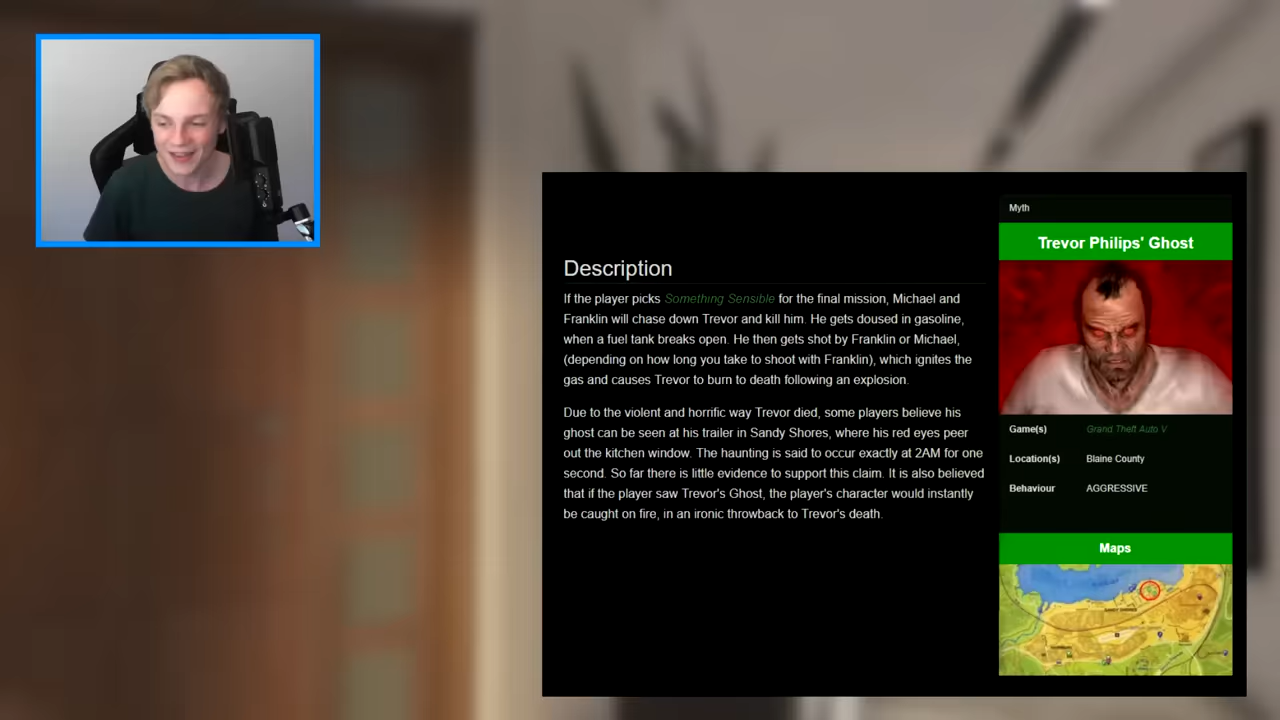 Myth
Trevor Philips' Ghost
Description
If the player picks Something Sensible for the final mission, Michael and
Franklin will chase down Trevor and kill him. He gets doused in gasoline,
when a fuel tank breaks open. He then gets shot by Franklin or Michael,
(depending on how long you take to shoot with Franklin), which ignites the
gas and causes Trevor to burn to death following an explosion.
Due to the violent and horrific way Trevor died, some players believe his
ghost can be seen at his trailer in Sandy Shores, where his red eyes peer
out the kitchen window. The haunting is said to occur exactly at 2AM for one
second. So far there is little evidence to support this claim. It is also believed
that if the player saw Trevor's Ghost, the player's character would instantly
be caught on fire, in an ironic throwback to Trevor's death.
Game(s) Grand Theft Auto V
Location(s) Blaine County
Behaviour AGGRESSIVE
Maps